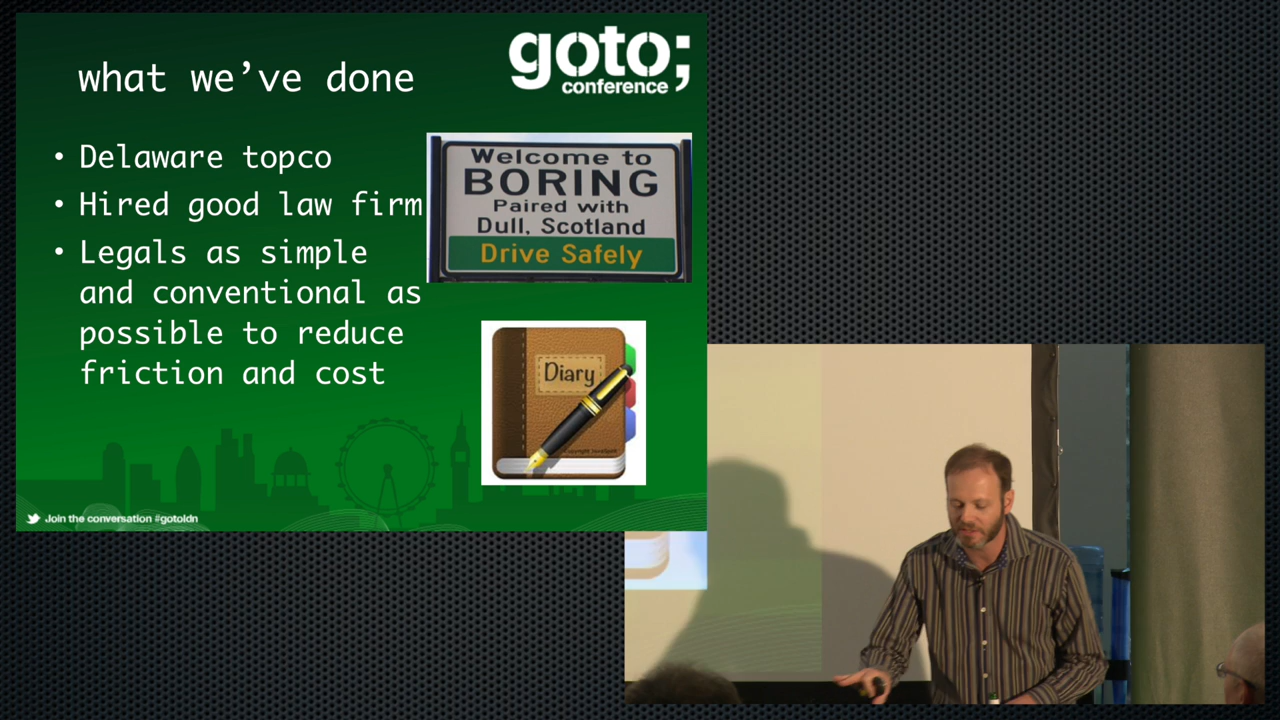 what we've done
goto;
conference
• Delaware topco
• Hired good law firm
• Legals as simple
and conventional as
possible to reduce
friction and cost
Welcome to
BORING
Paired with
Dull, Scotland
Drive Safely
Diary
Join the conversation #gotoldn